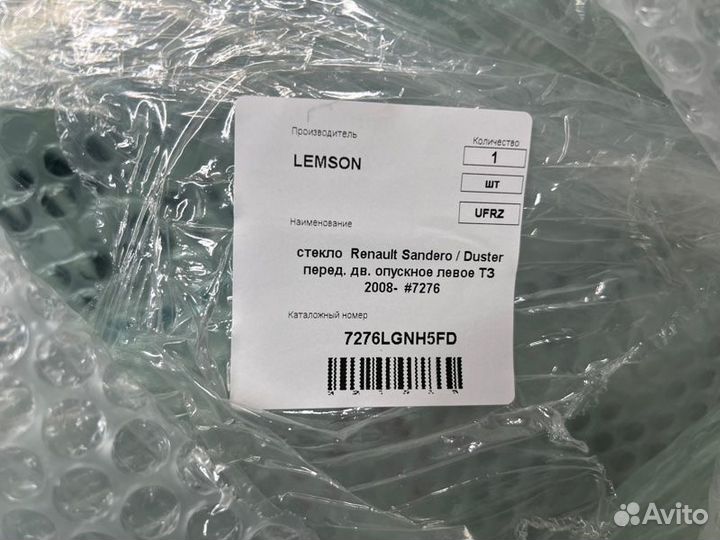 Производитель
Количество
LEMSON
1
шт
UFRZ
Наименование
стекло Renault Sandero / Duster
перед. дв. опускное левое ТЗ
2008- #7276
Каталожный номер
7276LGNH5FD
Avito